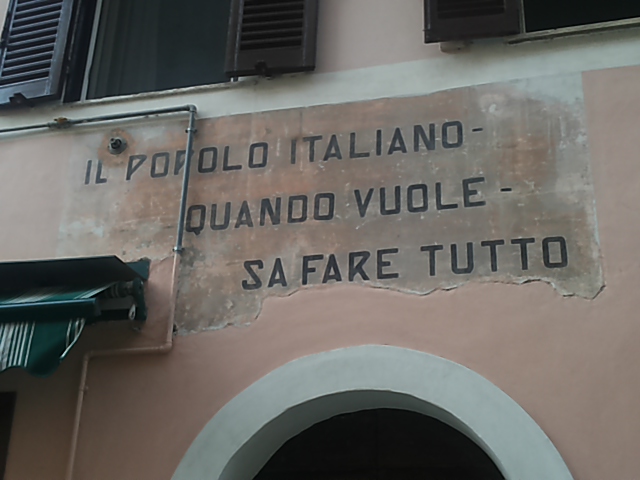 IL POPOLO ITALIANO-
QUANDO VUOLE-
SA FARE TUTTO